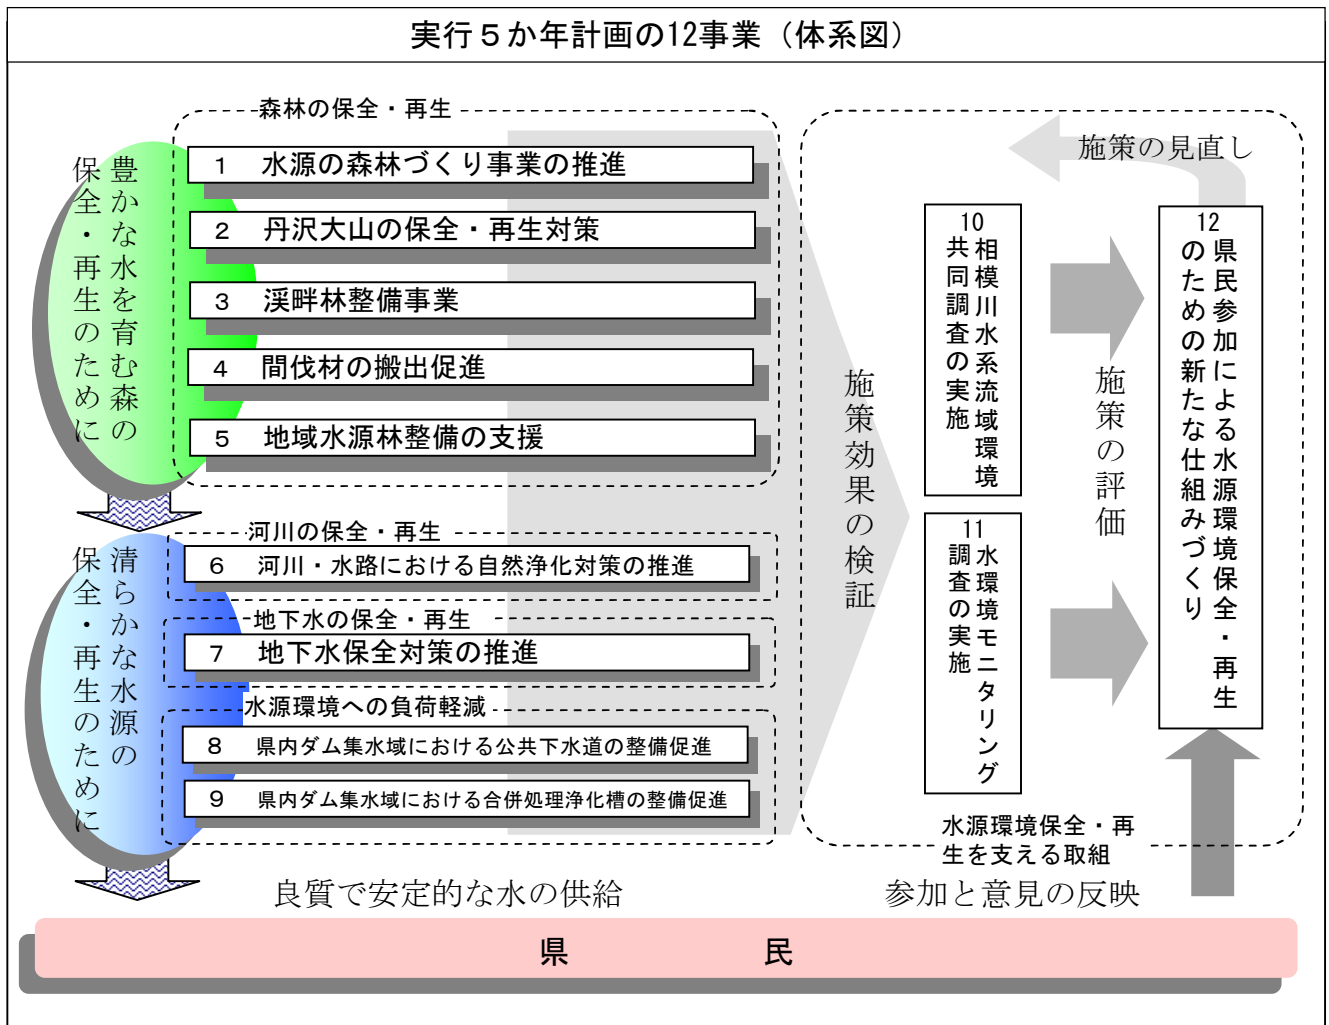 実行５か年計画の12事業（体系図）
森林の保全・再生
豊かな水を育む森の
保全・再生のために
1 水源の森林づくり事業の推進
2 丹沢大山の保全・再生対策
3 渓畔林整備事業
4 間伐材の搬出促進
5 地域水源林整備の支援
清らかな水源の
保全・再生のために
河川の保全・再生
6 河川・水路における自然浄化対策の推進
地下水の保全・再生
7 地下水保全対策の推進
水源環境への負荷軽減
8 県内ダム集水域における公共下水道の整備促進
9 県内ダム集水域における合併処理浄化槽の整備促進
施策効果の検証
10
相模川水系流域環境
共同調査の実施
11
水環境モニタリング
調査の実施
施策の評価
施策の見直し
12
県民参加による水源環境保全・再生
のための新たな仕組みづくり
水源環境保全・再
生を支える取組
良質で安定的な水の供給
参加と意見の反映
県 民